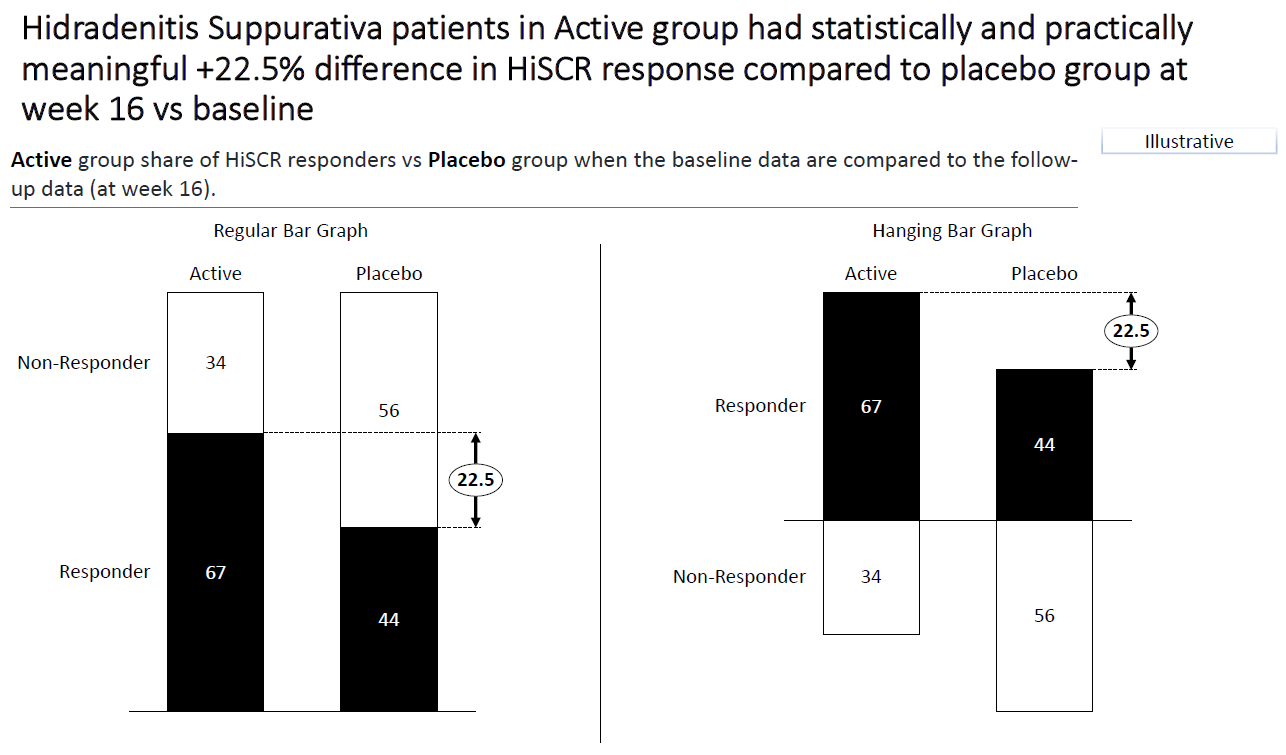 Hidradenitis Suppurativa patients in Active group had statistically and practically
meaningful +22.5% difference in HiSCR response compared to placebo group at
week 16 vs baseline
Illustrative
Active group share of HiSCR responders vs Placebo group when the baseline data are compared to the follow-
up data (at week 16).
Regular Bar Graph
Active
Placebo
Non-Responder
34
56
22.5
Responder
67
44
Hanging Bar Graph
Active
Placebo
22.5
Responder
67
44
Non-Responder
34
56